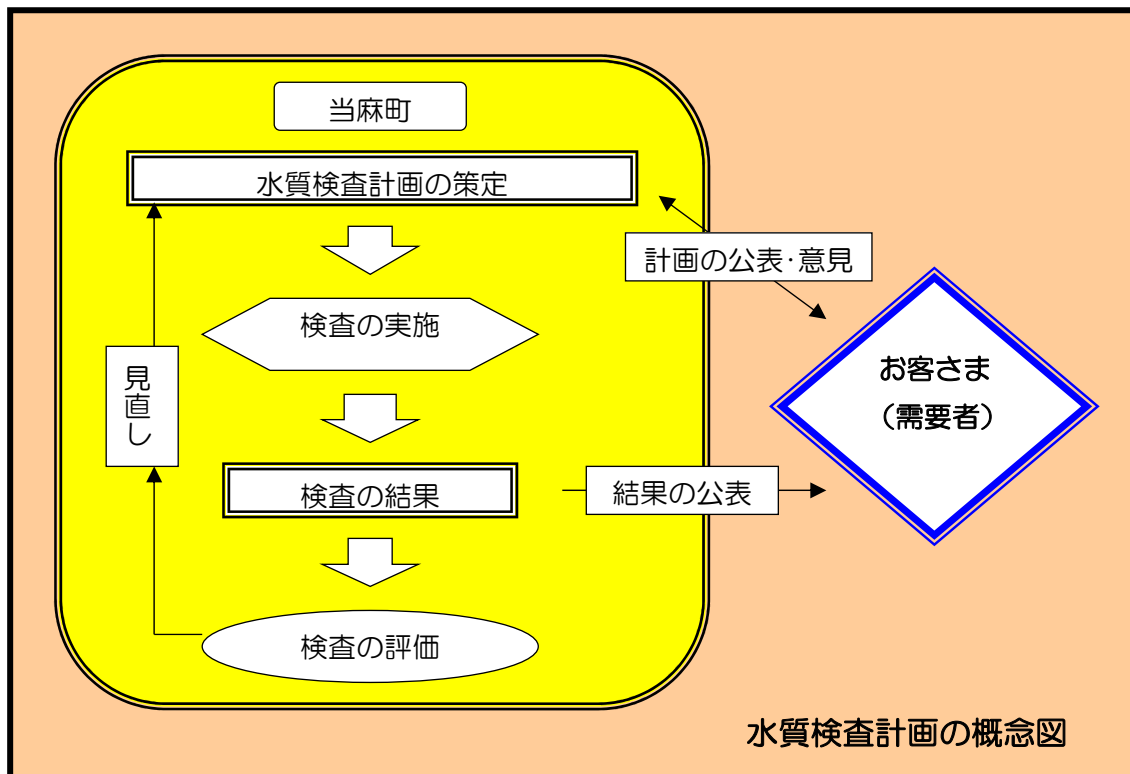 当麻町
水質検査計画の策定
計画の公表・意見
検査の実施
お客さま
（需要者）
見直し
検査の結果
結果の公表
検査の評価
水質検査計画の概念図